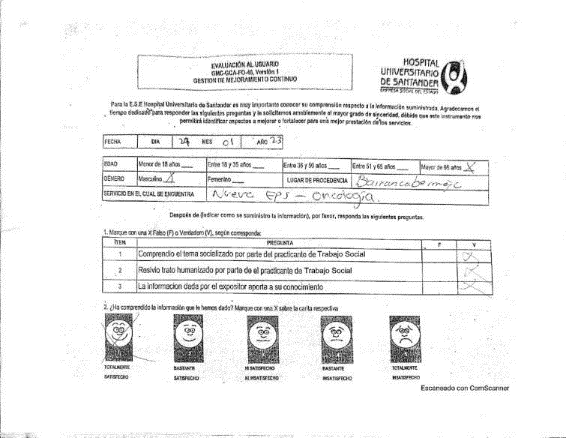 EVALUACIÓN AL USUARIO
GMC-GCA-FO-40, Versión 1
GESTION DE MEJORAMIENTO CONTINUO
HOSPITAL
UNIVERSITARIO
DE SANTANDER
EMPRESA SOCIAL DEL ESTADO
Para la E.S.E Hospital Universitario de Santander es muy importante conocer su comprensión respecto a la información suministrada. Agradecemos el
tiempo dedicado para responder las siguientes preguntas y le solicitamos amablemente el mayor grado de sinceridad, debido que este instrumento nos
permitirá identificar aspectos a mejorar o fortalecer para una mejor prestación de los servicios.
FECHA DIA 24 MES 01 AÑO 23
EDAD Menor de 18 años ____ Entre 18 y 35 años ____ Entre 36 y 50 años ____ Entre 51 y 65 años ____ Mayor de 65 años X
GÉNERO Masculino X Femenino ____ LUGAR DE PROCEDENCIA Barrancabermeja
SERVICIO EN EL CUAL SE ENCUENTRA Nueva EPS – Oncología.
Después de (Indicar como se suministro la información), por favor, responda las siguientes preguntas.
1. Marque con una X Falso (F) o Verdadero (V), según corresponda:
ÍTEM PREGUNTA F V
1 Comprendio el tema socializado por parte del practicante de Trabajo Social X
2 Resivio trato humanizado por parte de el practicante de Trabajo Social X
3 La informacion dada por el expositor aporta a su conocimiento X
2. ¿Ha comprendido la información que le hemos dado? Marque con una X sobre la carita respectiva
TOTALMENTE BASTANTE NI SATISFECHO BASTANTE TOTALMENTE
SATISFECHO SATISFECHO NI INSATISFECHO INSATISFECHO INSATISFECHO
Escaneado con CamScanner